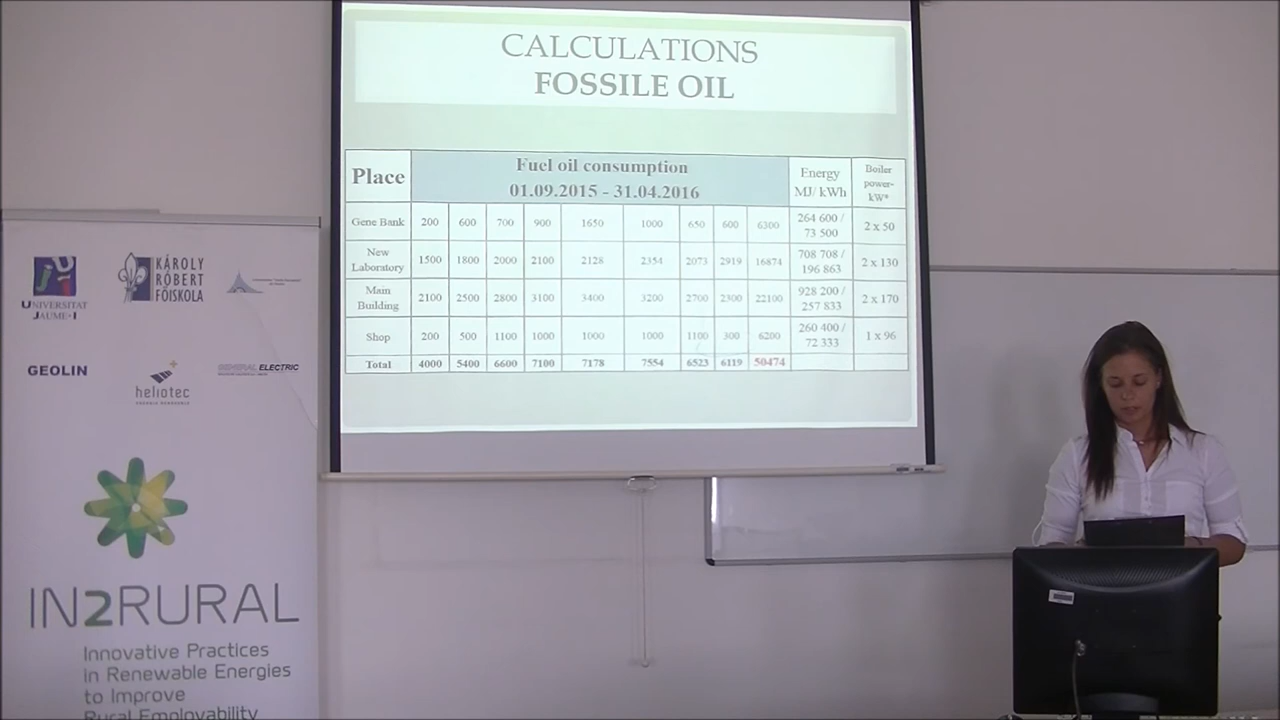 CALCULATIONS
FOSSILE OIL
Place
Fuel oil consumption
01.09.2015 - 31.04.2016
Energy
MJ/ kWh
Boiler
power-
kW*
Gene Bank 200 600 700 900 1650 1000 650 600 6300 264 600 / 73 500 2 x 50
New Laboratory 1500 1800 2000 2100 2128 2354 2073 2919 16874 708 708 / 196 863 2 x 130
Main Building 2100 2500 2800 3100 3400 3200 2700 2300 22100 928 200 / 257 833 2 x 170
Shop 200 500 1100 1000 1000 1000 1100 300 6200 260 400 / 72 333 1 x 96
Total 4000 5400 6600 7100 7178 7554 6523 6119 50474
UNIVERSITAT
JAUME·I
KÁROLY
RÓBERT
FŐISKOLA
GEOLIN
heliotec
GENERAL ELECTRIC
IN2RURAL
Innovative Practices
in Renewable Energies
to Improve
Rural Employability